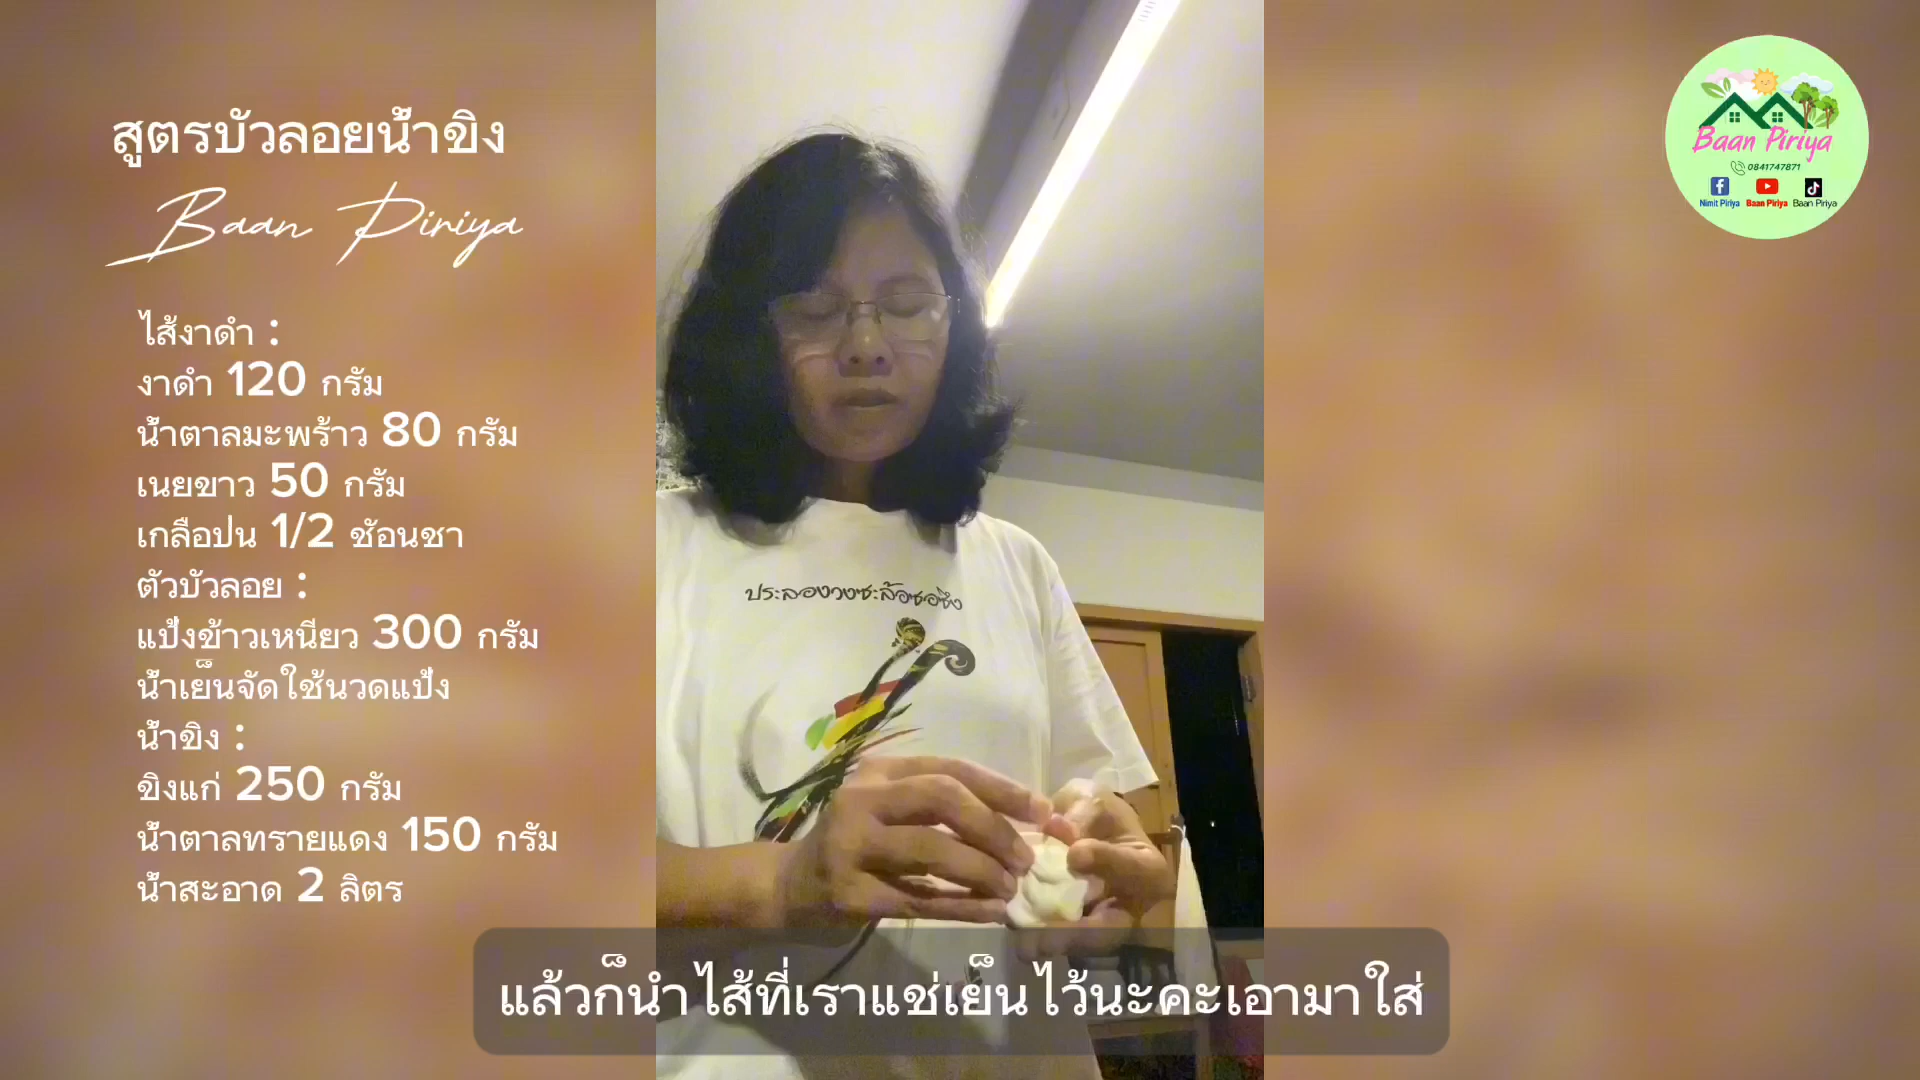 สูตรบัวลอยน้ำขิง
Baan Piriya
ไส้งาดำ :
งาดำ 120 กรัม
น้ำตาลมะพร้าว 80 กรัม
เนยขาว 50 กรัม
เกลือปน 1/2 ช้อนชา
ตัวบัวลอย :
แป้งข้าวเหนียว 300 กรัม
น้ำเย็นจัดใช้นวดแป้ง
น้ำขิง :
ขิงแก่ 250 กรัม
น้ำตาลทรายแดง 150 กรัม
น้ำสะอาด 2 ลิตร
Baan Piriya
0841747871
Nimit Piriya Baan Piriya Baan Piriya
ประลองวงซะล้อซอซึง
แล้วก็นำไส้ที่เราแช่เย็นไว้นะคะเอามาใส่